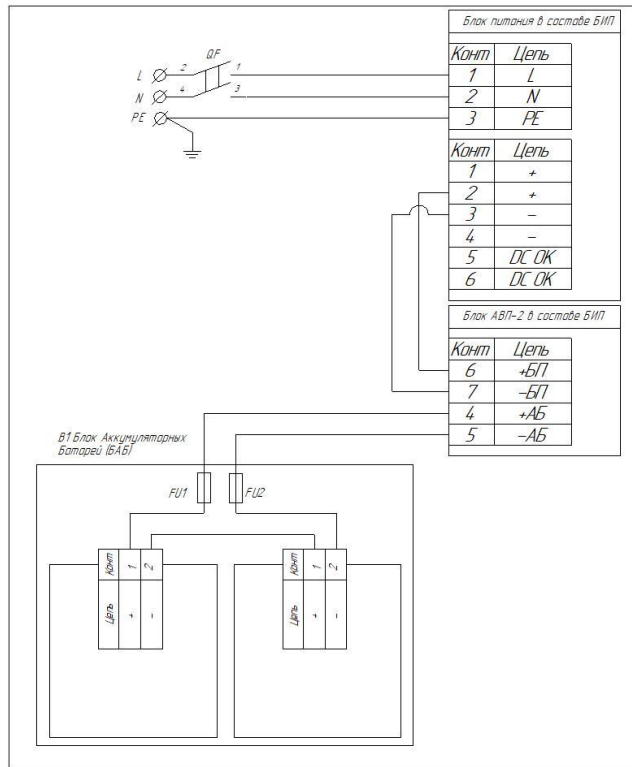 Блок питания в составе БИП
QF
Конт Цепь
L 2 1 1 L
N 4 3 2 N
PE 3 PE
Конт Цепь
1 +
2 +
3 -
4 -
5 DC OK
6 DC OK
Блок АВП-2 в составе БИП
Конт Цепь
6 +БП
7 -БП
4 +АБ
5 -АБ
В1 Блок Аккумуляторных
Батарей (БАБ)
FU1 FU2
Конт 1 2
Цепь + -
Конт 1 2
Цепь + -